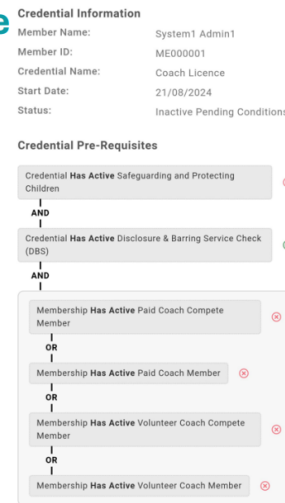 e
Credential Information
Member Name: System1 Admin1
Member ID: ME000001
Credential Name: Coach Licence
Start Date: 21/08/2024
Status: Inactive Pending Conditions
Credential Pre-Requisites
Credential Has Active Safeguarding and Protecting
Children
AND
Credential Has Active Disclosure & Barring Service Check
(DBS)
AND
Membership Has Active Paid Coach Compete
Member
OR
Membership Has Active Paid Coach Member
OR
Membership Has Active Volunteer Coach Compete
Member
OR
Membership Has Active Volunteer Coach Member